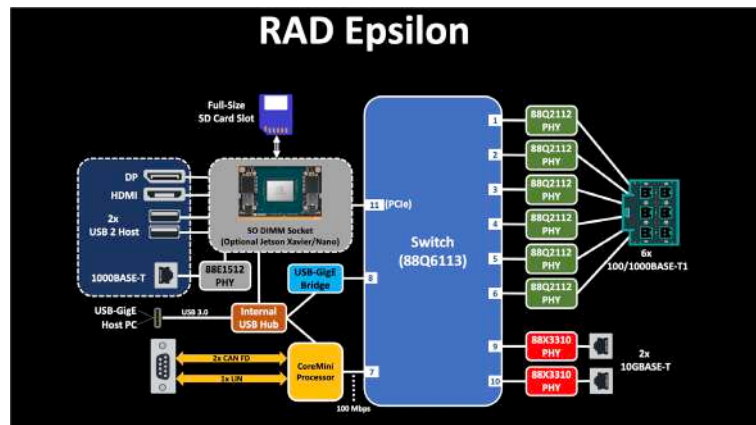 RAD Epsilon
Full-Size
SD Card Slot
DP
HDMI
2x
USB 2 Host
1000BASE-T
SO DIMM Socket
(Optional Jetson Xavier/Nano)
88E1512
PHY
USB-GigE
Host PC
USB 3.0
Internal
USB Hub
USB-GigE
Bridge
2x CAN FD
1x LIN
CoreMini
Processor
100 Mbps
11 (PCIe)
8
7
Switch
(88Q6113)
1
88Q2112
PHY
2
88Q2112
PHY
3
88Q2112
PHY
4
88Q2112
PHY
5
88Q2112
PHY
6
88Q2112
PHY
6x
100/1000BASE-T1
9
88X3310
PHY
10
88X3310
PHY
2x
10GBASE-T